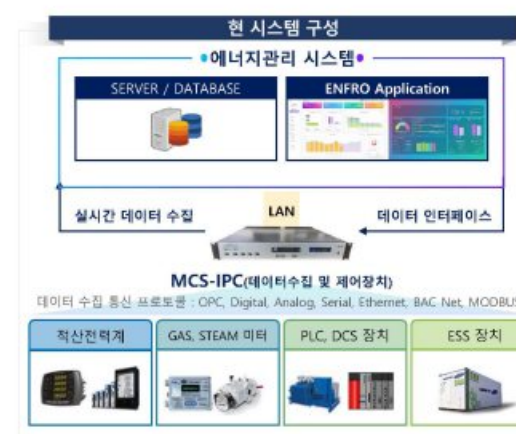 현 시스템 구성
에너지관리 시스템
SERVER / DATABASE
ENFRO Application
실시간 데이터 수집
LAN
데이터 인터페이스
MCS-IPC(데이터수집 및 제어장치)
데이터 수집 통신 프로토콜 : OPC, Digital, Analog, Serial, Ethernet, BAC Net, MODBUS
적산전력계
GAS, STEAM 미터
PLC, DCS 장치
ESS 장치